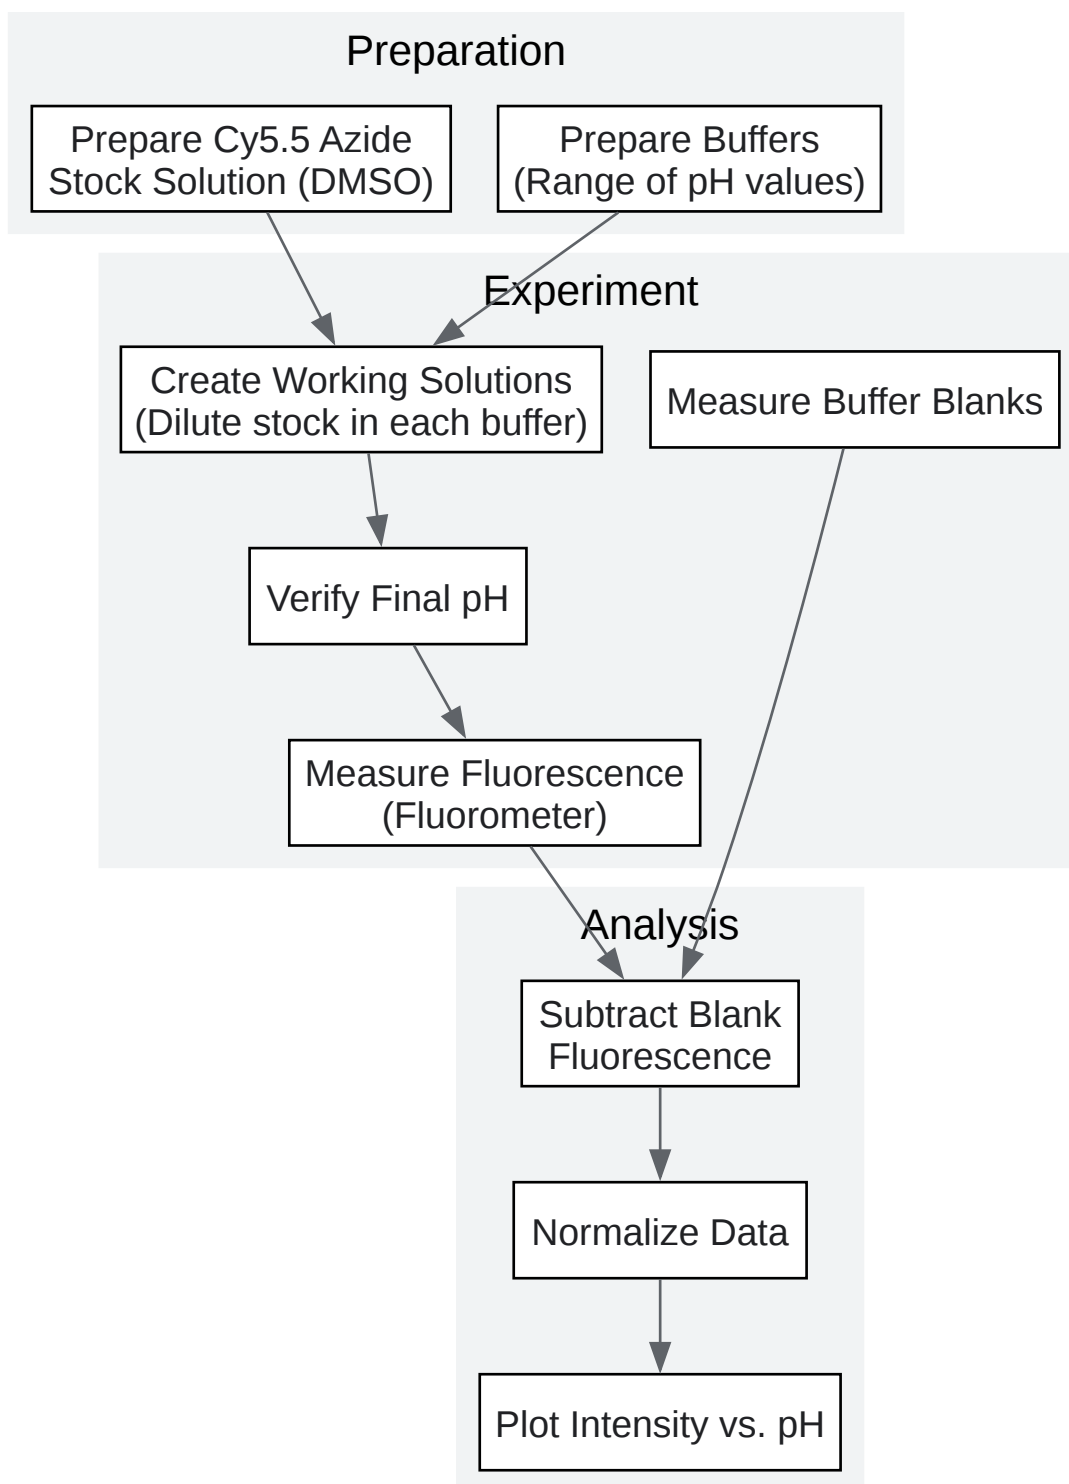 Preparation
Prepare Cy5.5 Azide
Stock Solution (DMSO)
Prepare Buffers
(Range of pH values)
Experiment
Create Working Solutions
(Dilute stock in each buffer)
Measure Buffer Blanks
Verify Final pH
Measure Fluorescence
(Fluorometer)
Analysis
Subtract Blank
Fluorescence
Normalize Data
Plot Intensity vs. pH